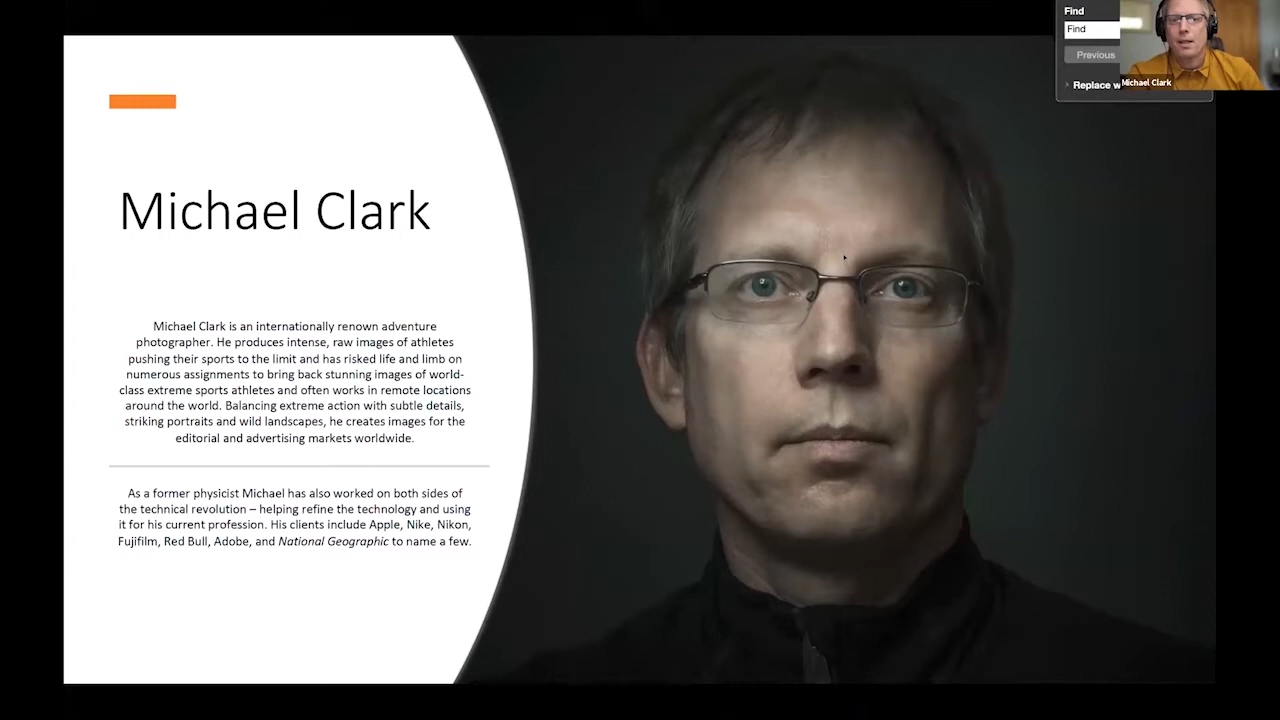 Find
Find
Previous
Replace w
Michael Clark
Michael Clark
Michael Clark is an internationally renown adventure
photographer. He produces intense, raw images of athletes
pushing their sports to the limit and has risked life and limb on
numerous assignments to bring back stunning images of world-
class extreme sports athletes and often works in remote locations
around the world. Balancing extreme action with subtle details,
striking portraits and wild landscapes, he creates images for the
editorial and advertising markets worldwide.
As a former physicist Michael has also worked on both sides of
the technical revolution – helping refine the technology and using
it for his current profession. His clients include Apple, Nike, Nikon,
Fujifilm, Red Bull, Adobe, and National Geographic to name a few.